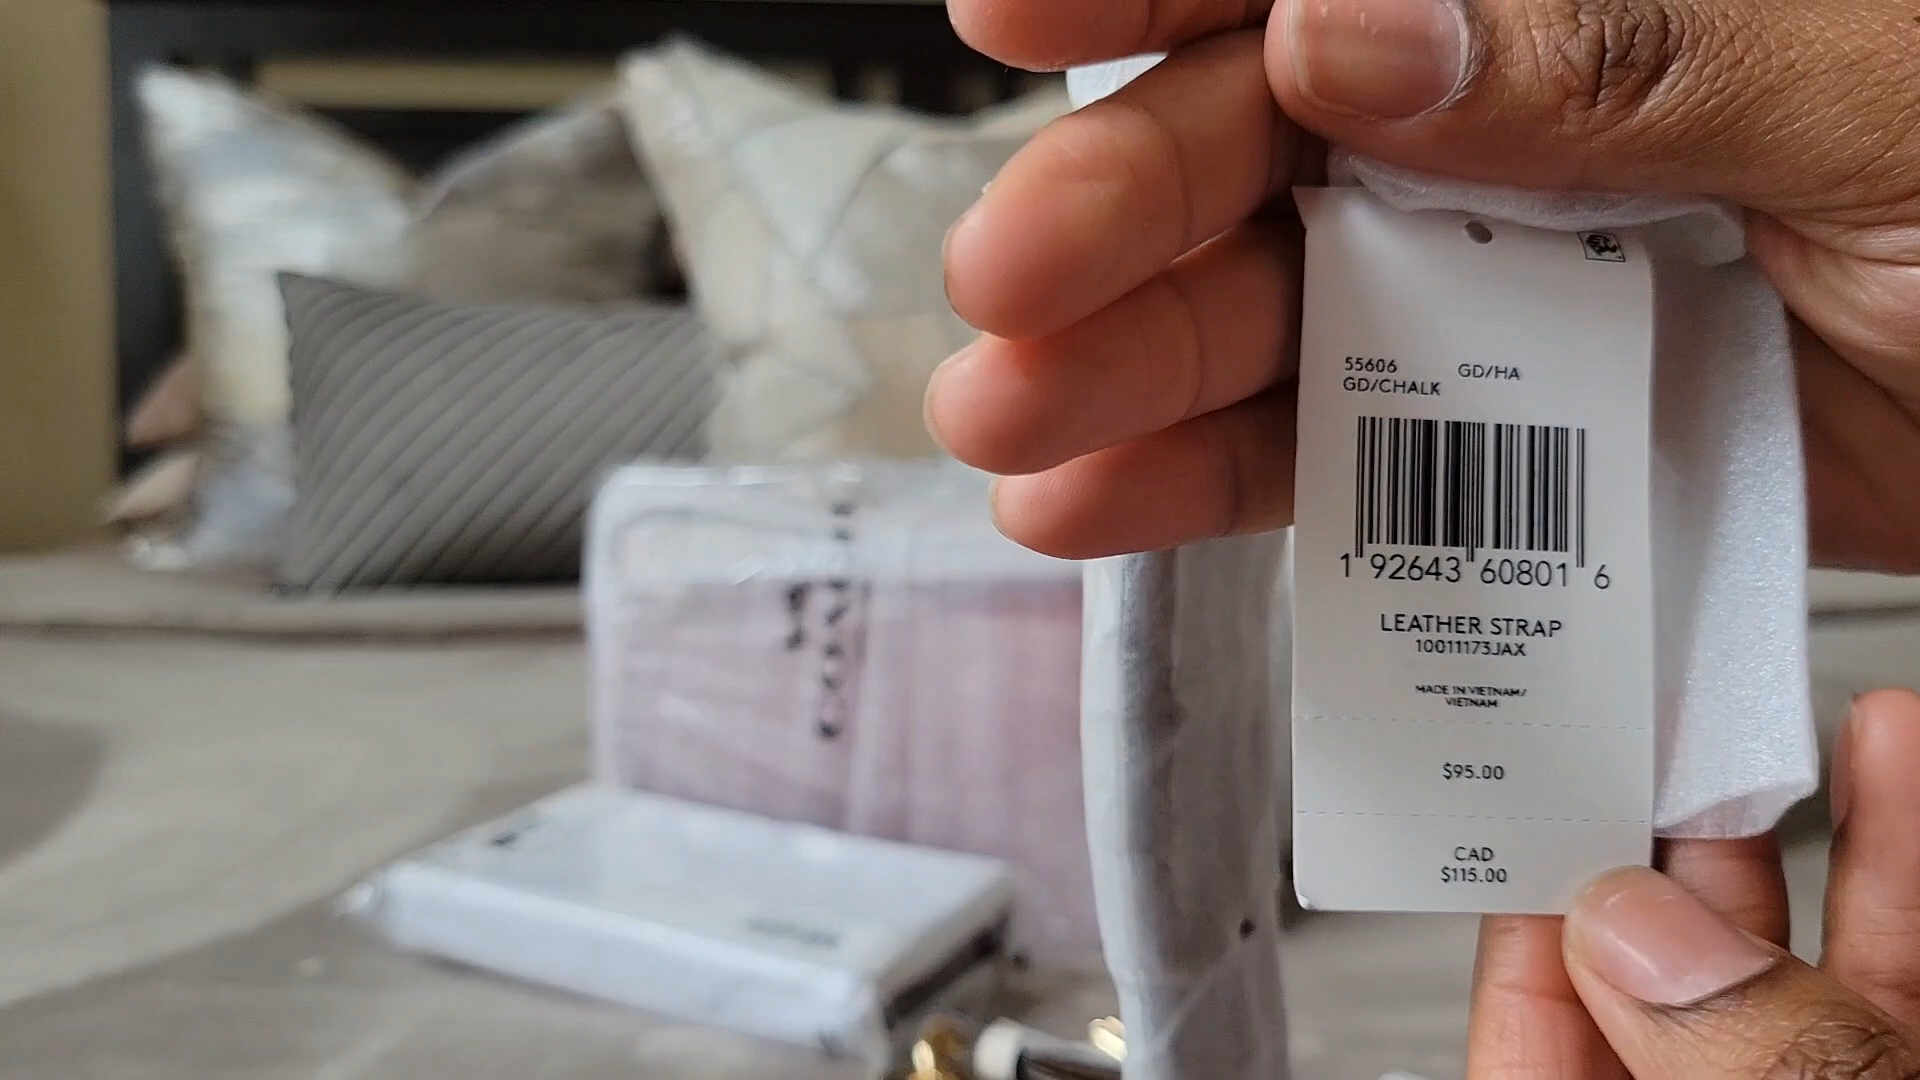 55606 GD/HA
GD/CHALK
1 92643 60801 6
LEATHER STRAP
10011173JAX
MADE IN VIETNAM/
VIETNAM
$95.00
CAD
$115.00
COACH